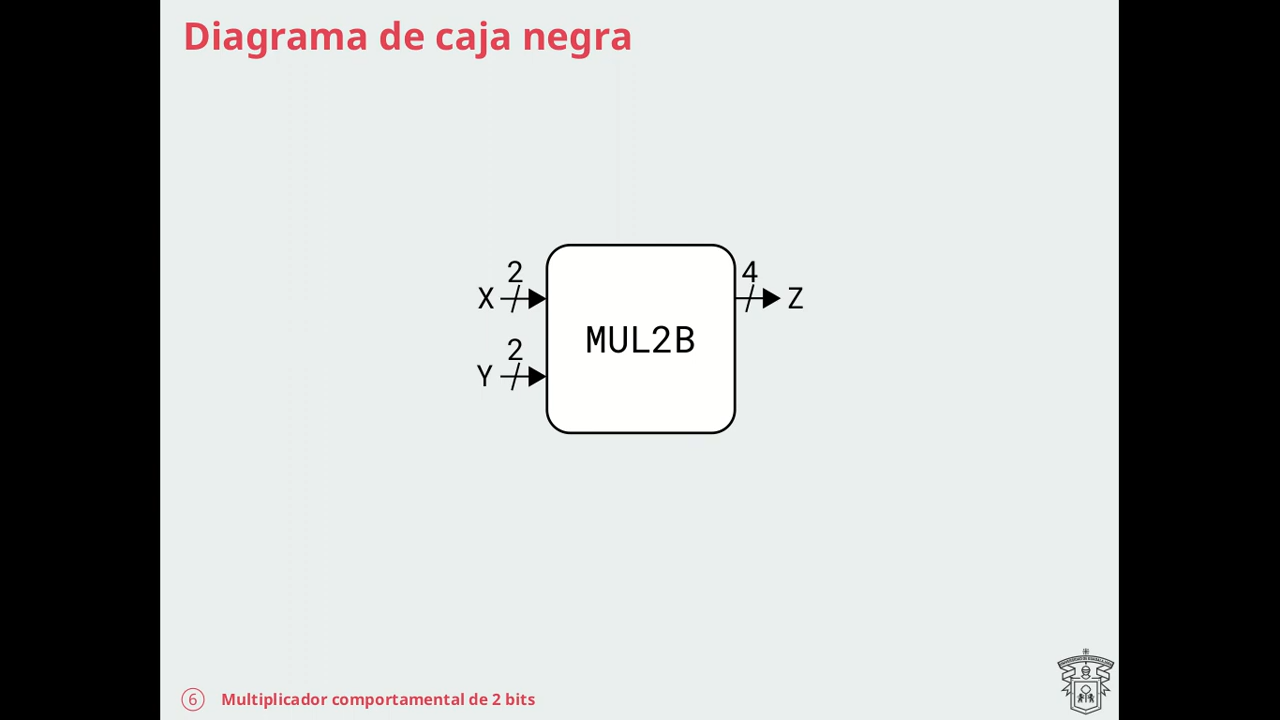 Diagrama de caja negra
2
X
2
Y
MUL2B
4
Z
6 Multiplicador comportamental de 2 bits